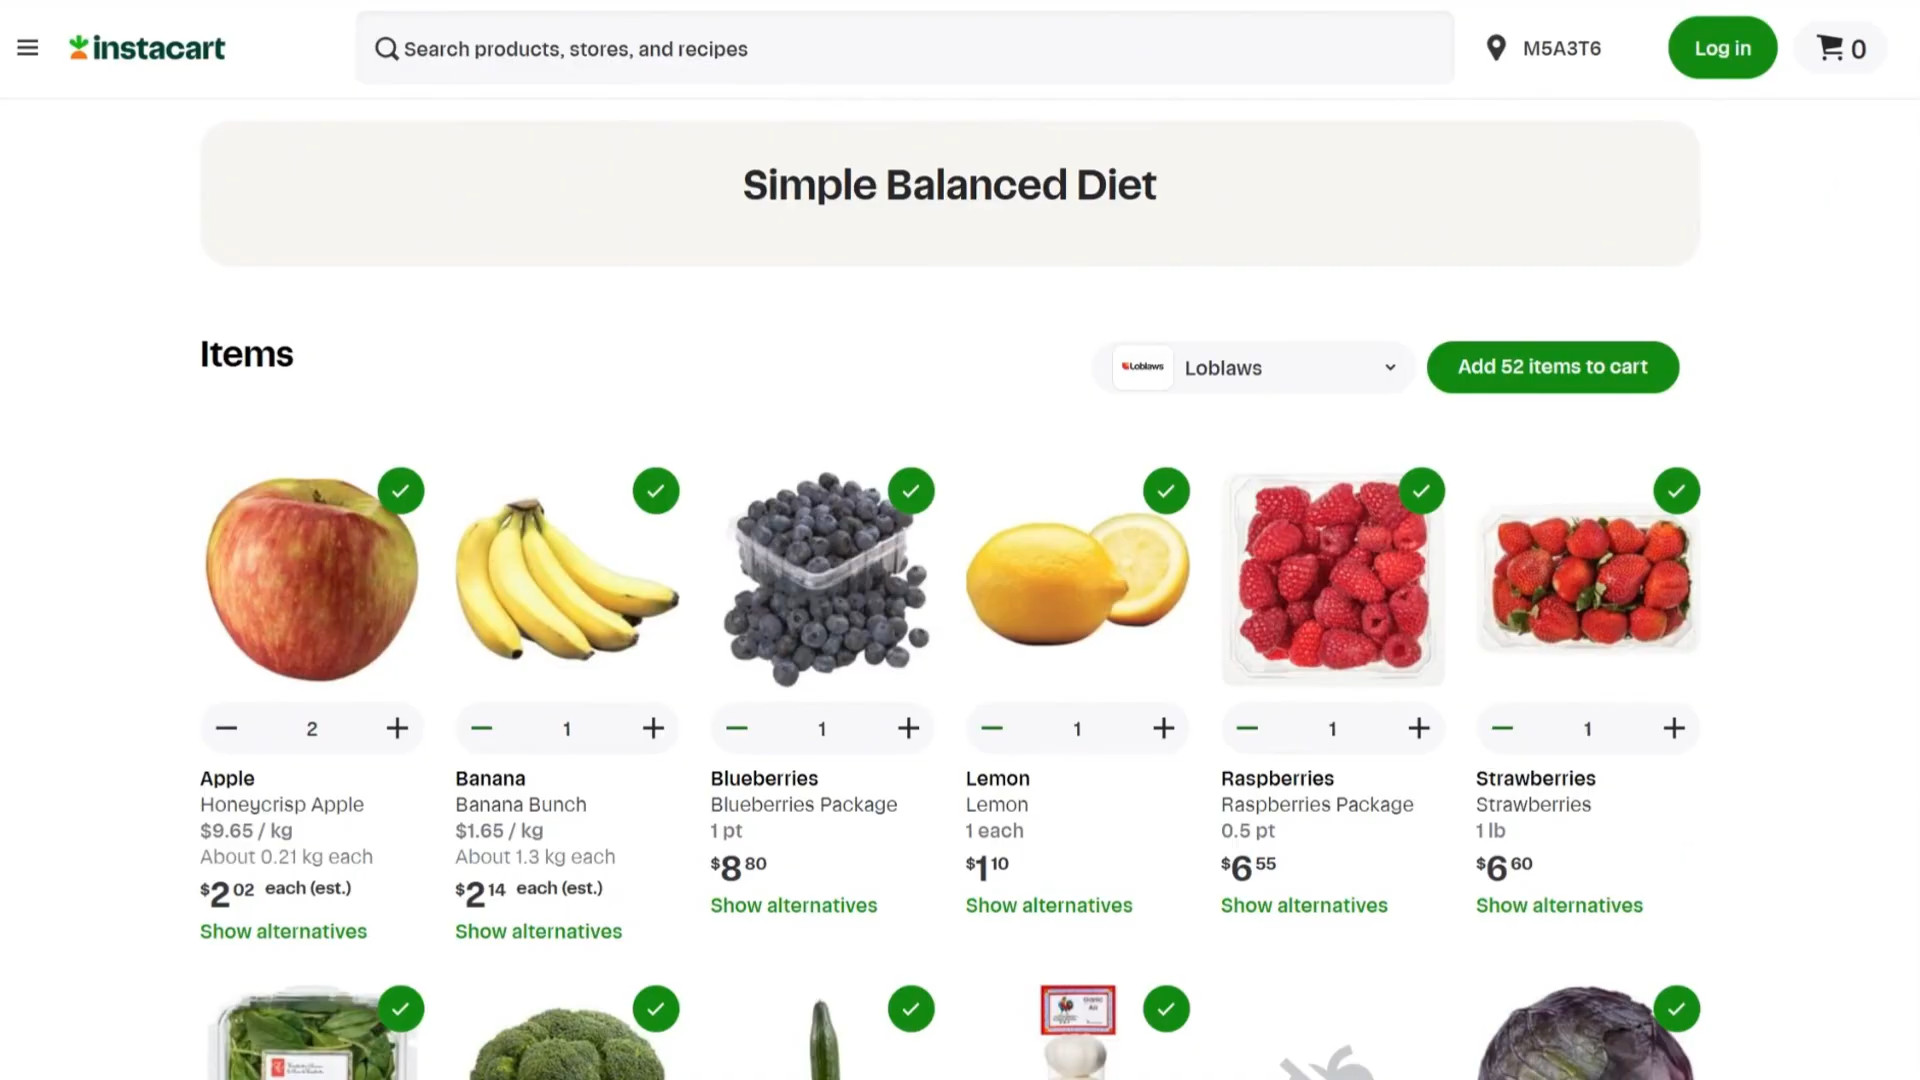 instacart
Search products, stores, and recipes
M5A3T6
Log in
0
Simple Balanced Diet
Items
Loblaws
Loblaws
Add 52 items to cart
2
1
1
1
1
1
Apple
Honeycrisp Apple
$9.65 / kg
About 0.21 kg each
$2 02 each (est.)
Show alternatives
Banana
Banana Bunch
$1.65 / kg
About 1.3 kg each
$2 14 each (est.)
Show alternatives
Blueberries
Blueberries Package
1 pt
$8 80
Show alternatives
Lemon
Lemon
1 each
$1 10
Show alternatives
Raspberries
Raspberries Package
0.5 pt
$6 55
Show alternatives
Strawberries
Strawberries
1 lb
$6 60
Show alternatives